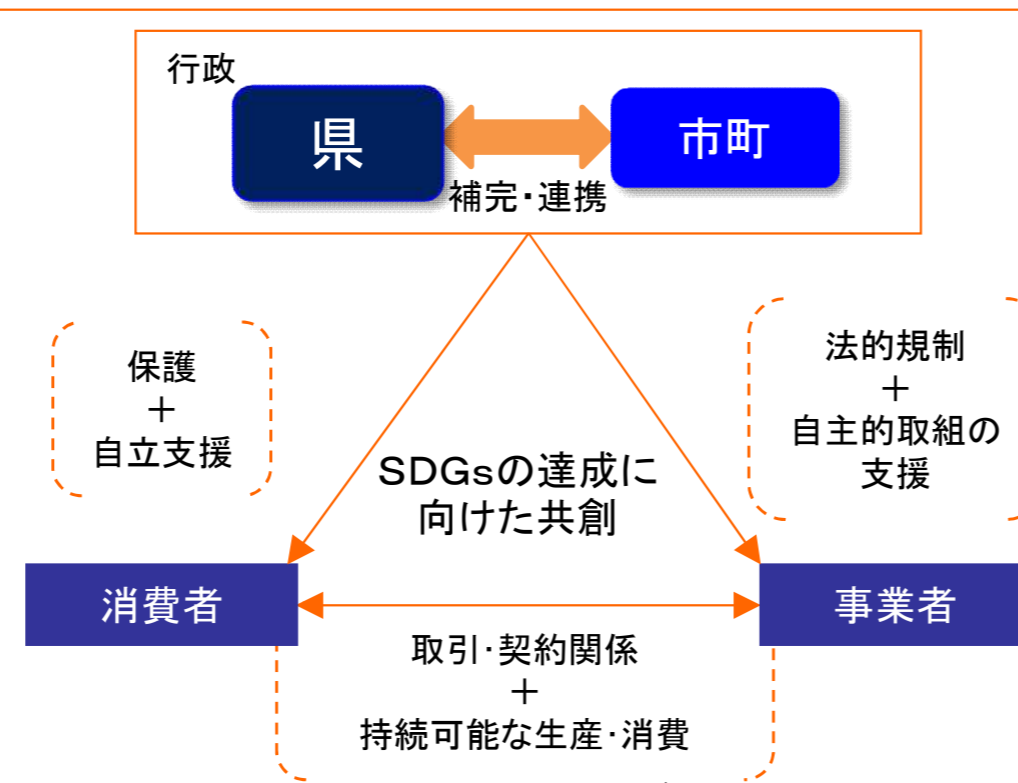 行政
県
市町
補完・連携
保護
＋
自立支援
法的規制
＋
自主的取組の
支援
SDGsの達成に
向けた共創
消費者
事業者
取引・契約関係
＋
持続可能な生産・消費